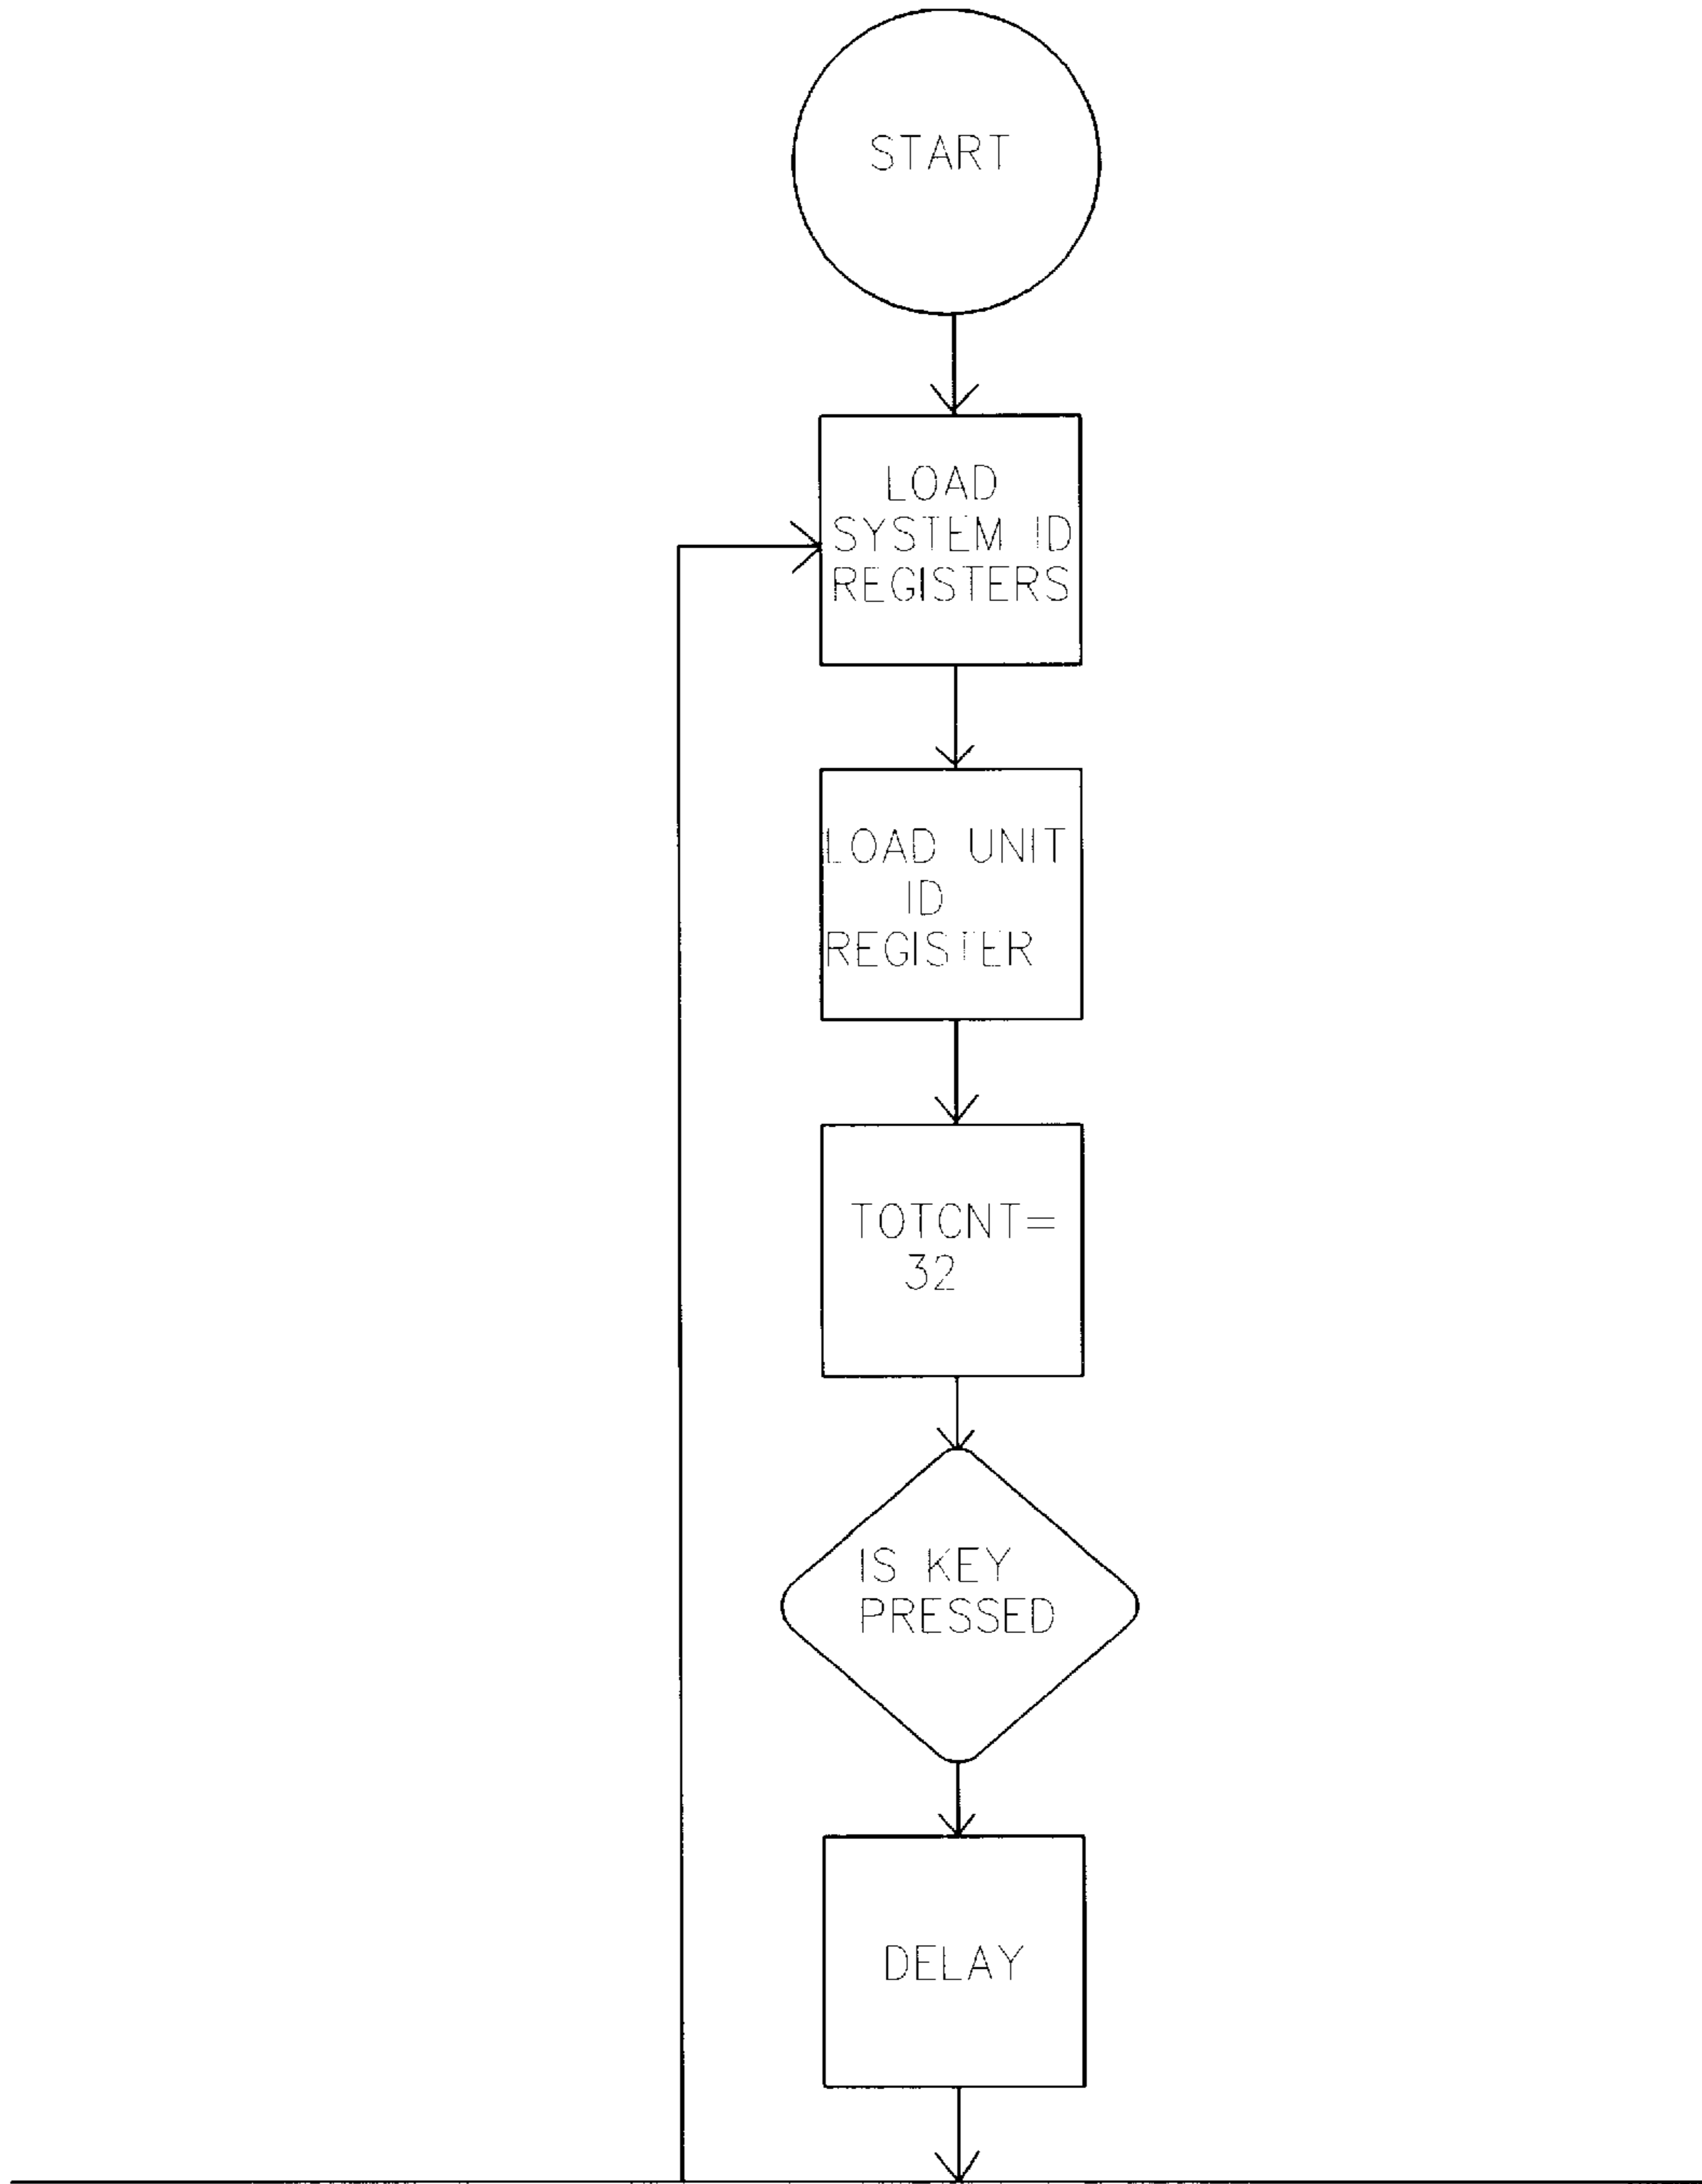 START
LOAD
SYSTEM ID
REGISTERS
LOAD UNIT
ID
REGISTER
TOTCNT=
32
IS KEY
PRESSED
DELAY